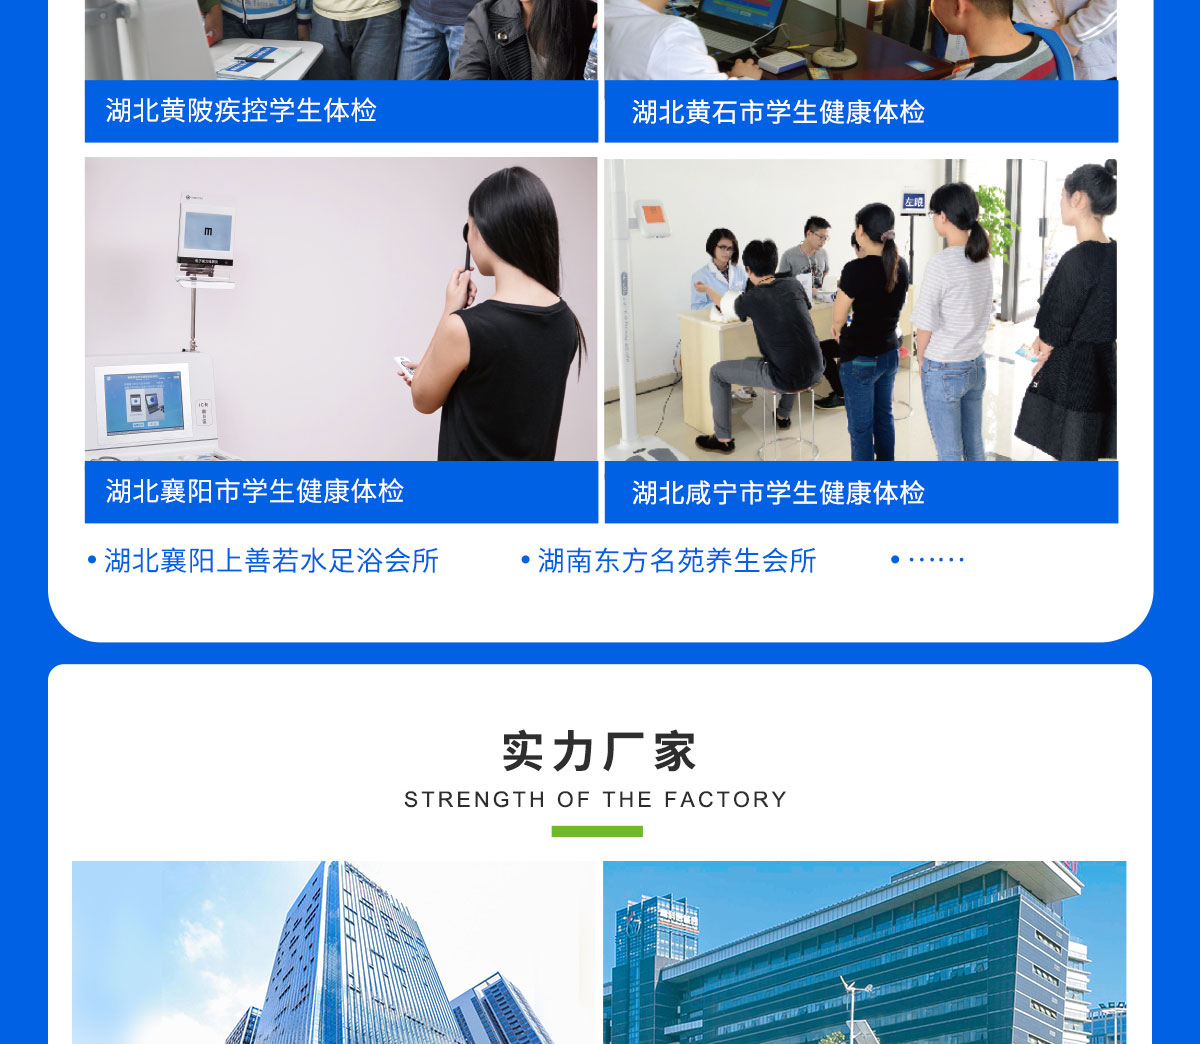 湖北黄陂疾控学生体检
湖北黄石市学生健康体检
m
左眼
湖北襄阳市学生健康体检
湖北咸宁市学生健康体检
•湖北襄阳上善若水足浴会所
•湖南东方名苑养生会所
•······
实力厂家
STRENGTH OF THE FACTORY